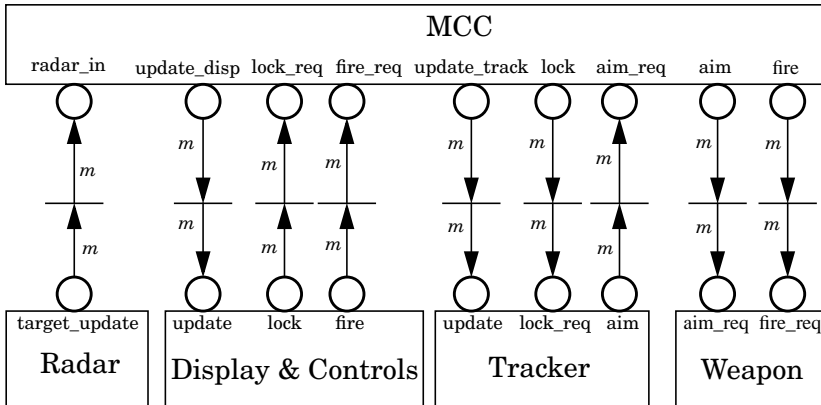 MCC
radar_in update_disp lock_req fire_req update_track lock aim_req aim fire
m m m m m m m m m
m m m m m m m m m
target_update update lock fire update lock_req aim aim_req fire_req
Radar Display & Controls Tracker Weapon